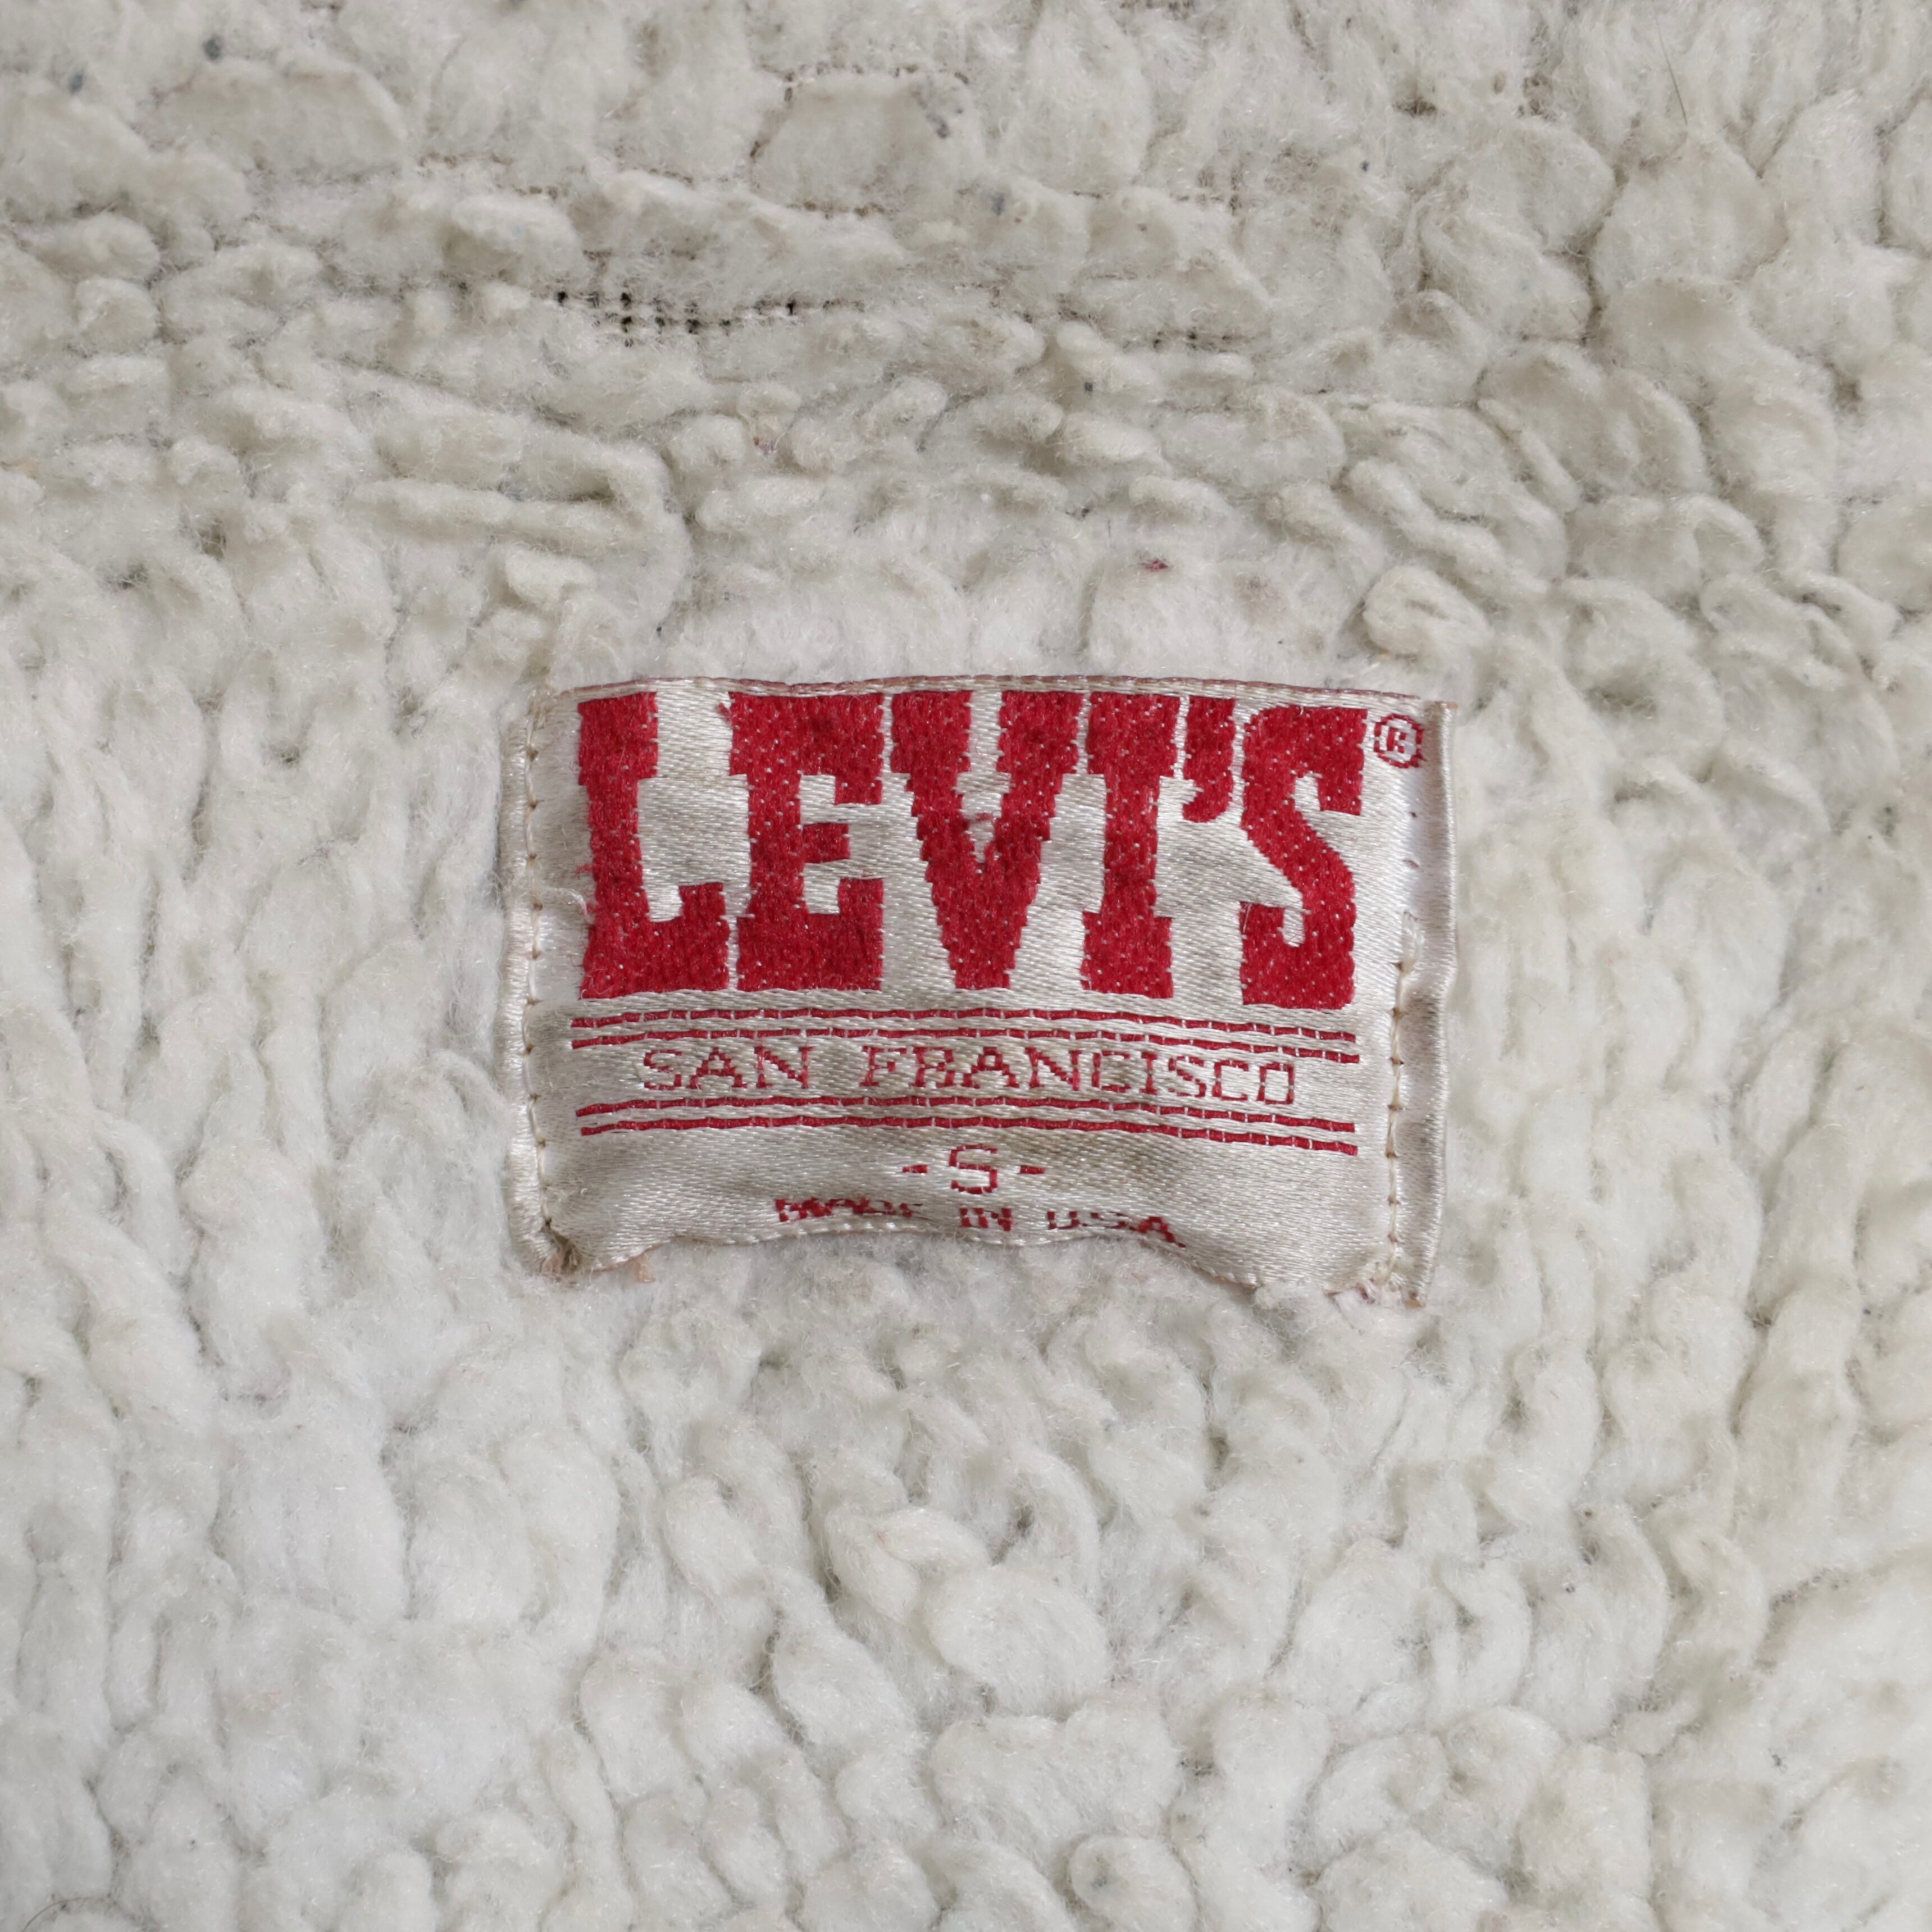 LEVI'S®
SAN FRANCISCO
-S-
MADE IN U.S.A